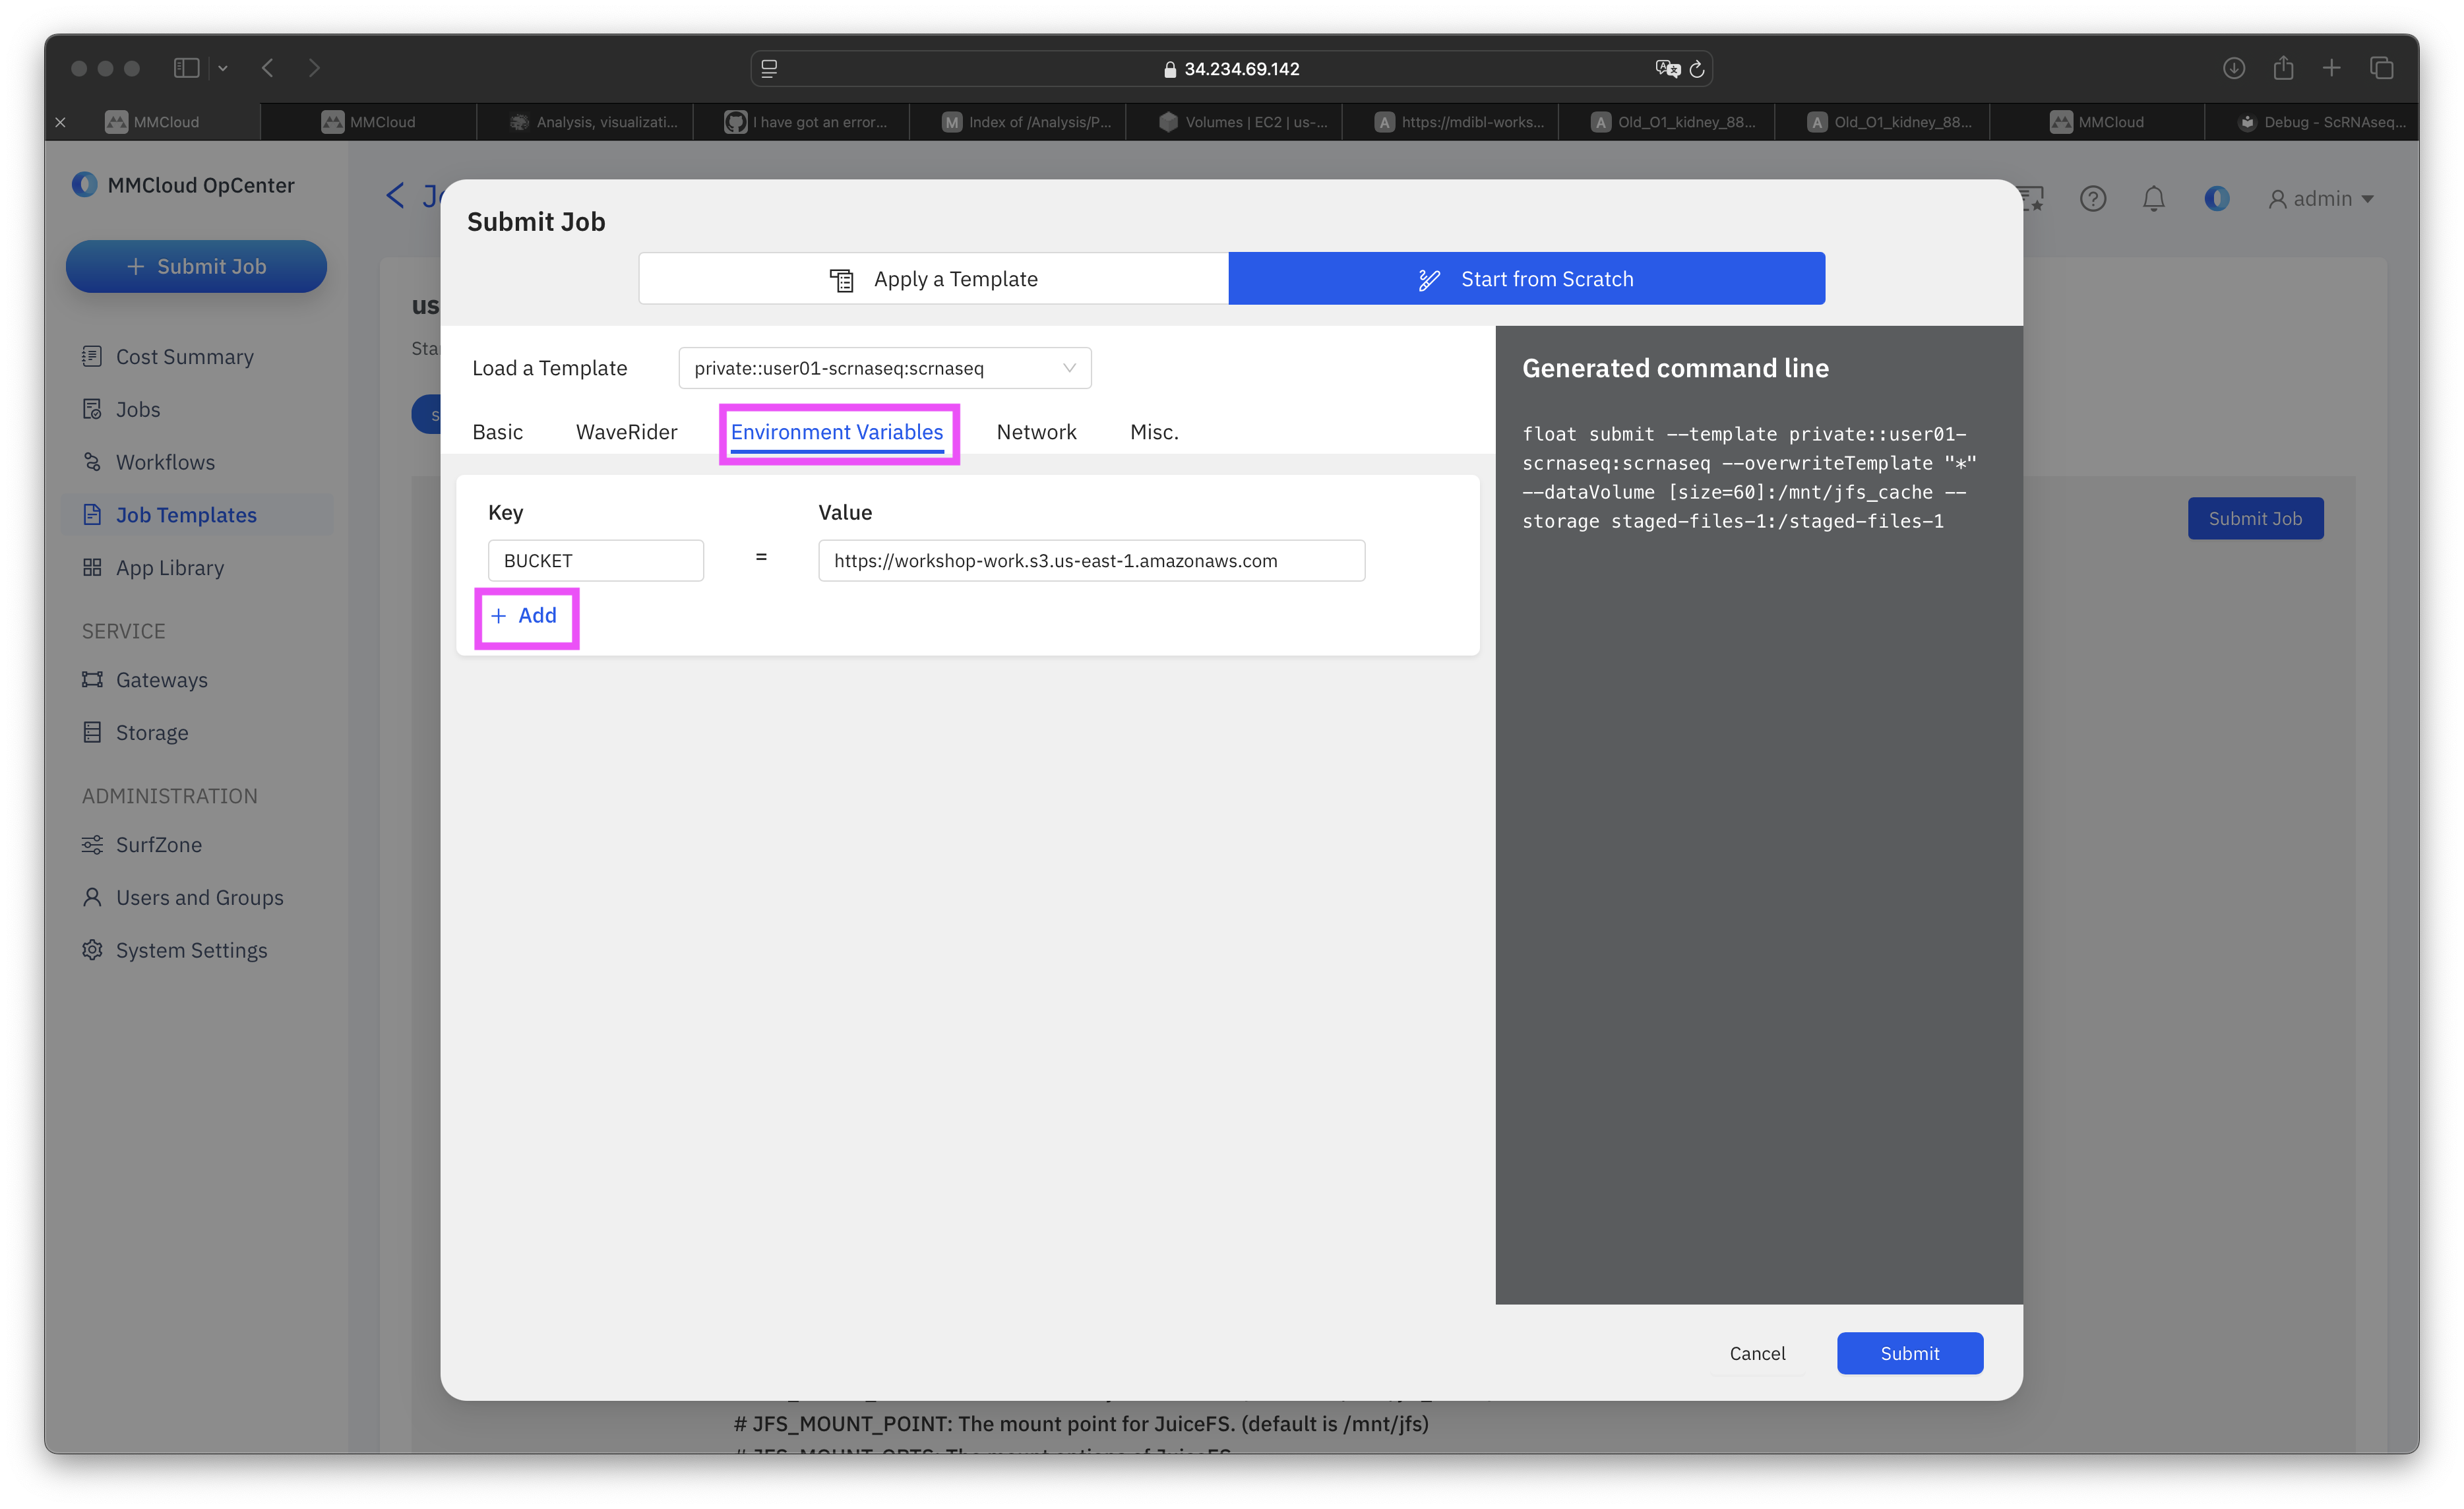 34.234.69.142
MMCloud
MMCloud
Analysis, visualizati...
I have got an error...
M Index of /Analysis/P...
Volumes | EC2 | us-...
A https://mdibl-works...
A Old_O1_kidney_88...
A Old_O1_kidney_88...
MMCloud
Debug - ScRNAseq...
MMCloud OpCenter
admin
Submit Job
Cost Summary
Jobs
Workflows
Job Templates
App Library
SERVICE
Gateways
Storage
ADMINISTRATION
SurfZone
Users and Groups
System Settings
us
Sta
s
Submit Job
Submit Job
Apply a Template
Start from Scratch
Load a Template
private::user01-scrnaseq:scrnaseq
Basic
WaveRider
Environment Variables
Network
Misc.
Key
Value
BUCKET
=
https://workshop-work.s3.us-east-1.amazonaws.com
+ Add
Generated command line
float submit --template private::user01-
scrnaseq:scrnaseq --overwriteTemplate "*"
--dataVolume [size=60]:/mnt/jfs_cache --
storage staged-files-1:/staged-files-1
Cancel
Submit
# JFS_MOUNT_POINT: The mount point for JuiceFS. (default is /mnt/jfs)